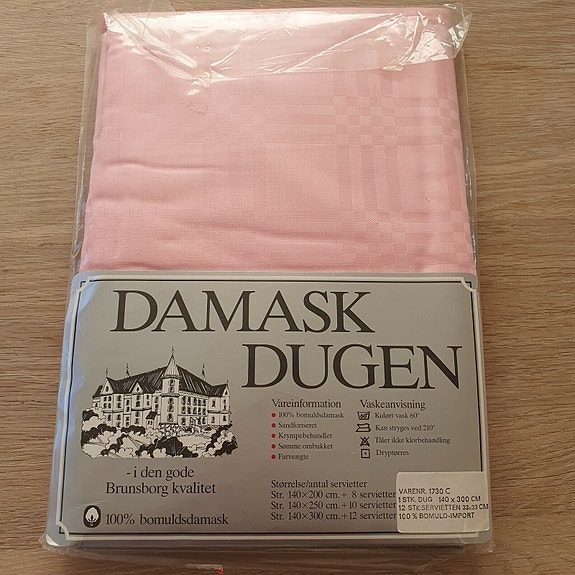 DAMASK
DUGEN
Vareinformation
100% bomuldsdamask
Sandforiseret
Krympebehandlet
Sømme ombukket
Farveægte
Vaskeanvisning
Kulørt vask 60°
Kan stryges ved 210°
Tåler ikke klorbehandling
Dryptørres
- i den gode
Brunsborg kvalitet
100% bomuldsdamask
Størrelse/antal servietter
Str. 140×200 cm. + 8 servietter
Str. 140×250 cm. +10 servietter
Str. 140×300 cm. +12 servietter
VARENR. 1730 C
1 STK. DUG 140 x 300 CM
12 STK.SERVIETTEN 33x33 CM
100 % BOMULD-IMPORT